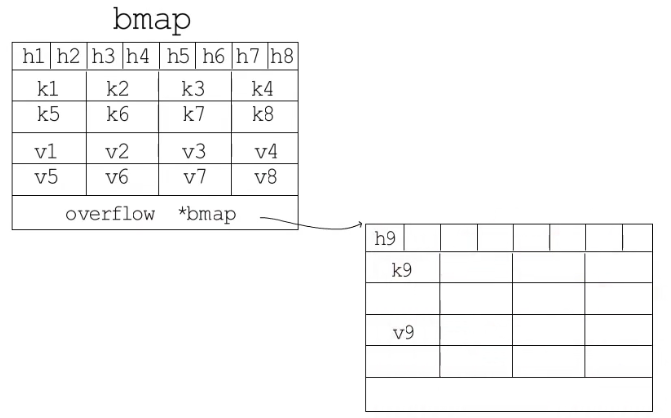 bmap
h1 h2 h3 h4 h5 h6 h7 h8
k1 k2 k3 k4
k5 k6 k7 k8
v1 v2 v3 v4
v5 v6 v7 v8
overflow *bmap
h9
k9
v9